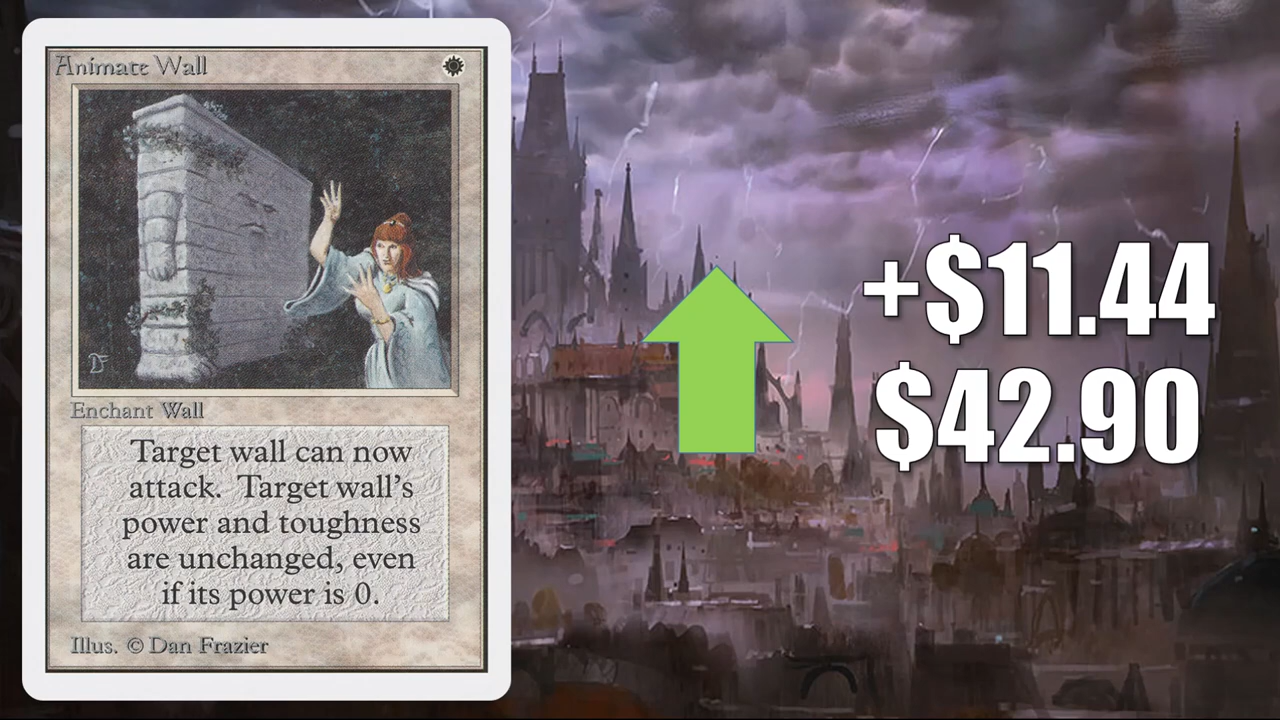 Animate Wall
Enchant Wall
Target wall can now
attack. Target wall's
power and toughness
are unchanged, even
if its power is 0.
Illus. © Dan Frazier
+$11.44
$42.90